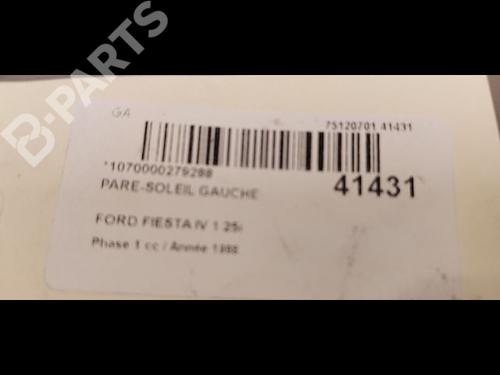 B-PARTS
GA
75120701 41431
*1070000279288
PARE-SOLEIL GAUCHE
41431
FORD FIESTA IV 1 25i
Phase 1 cc / Année 1998